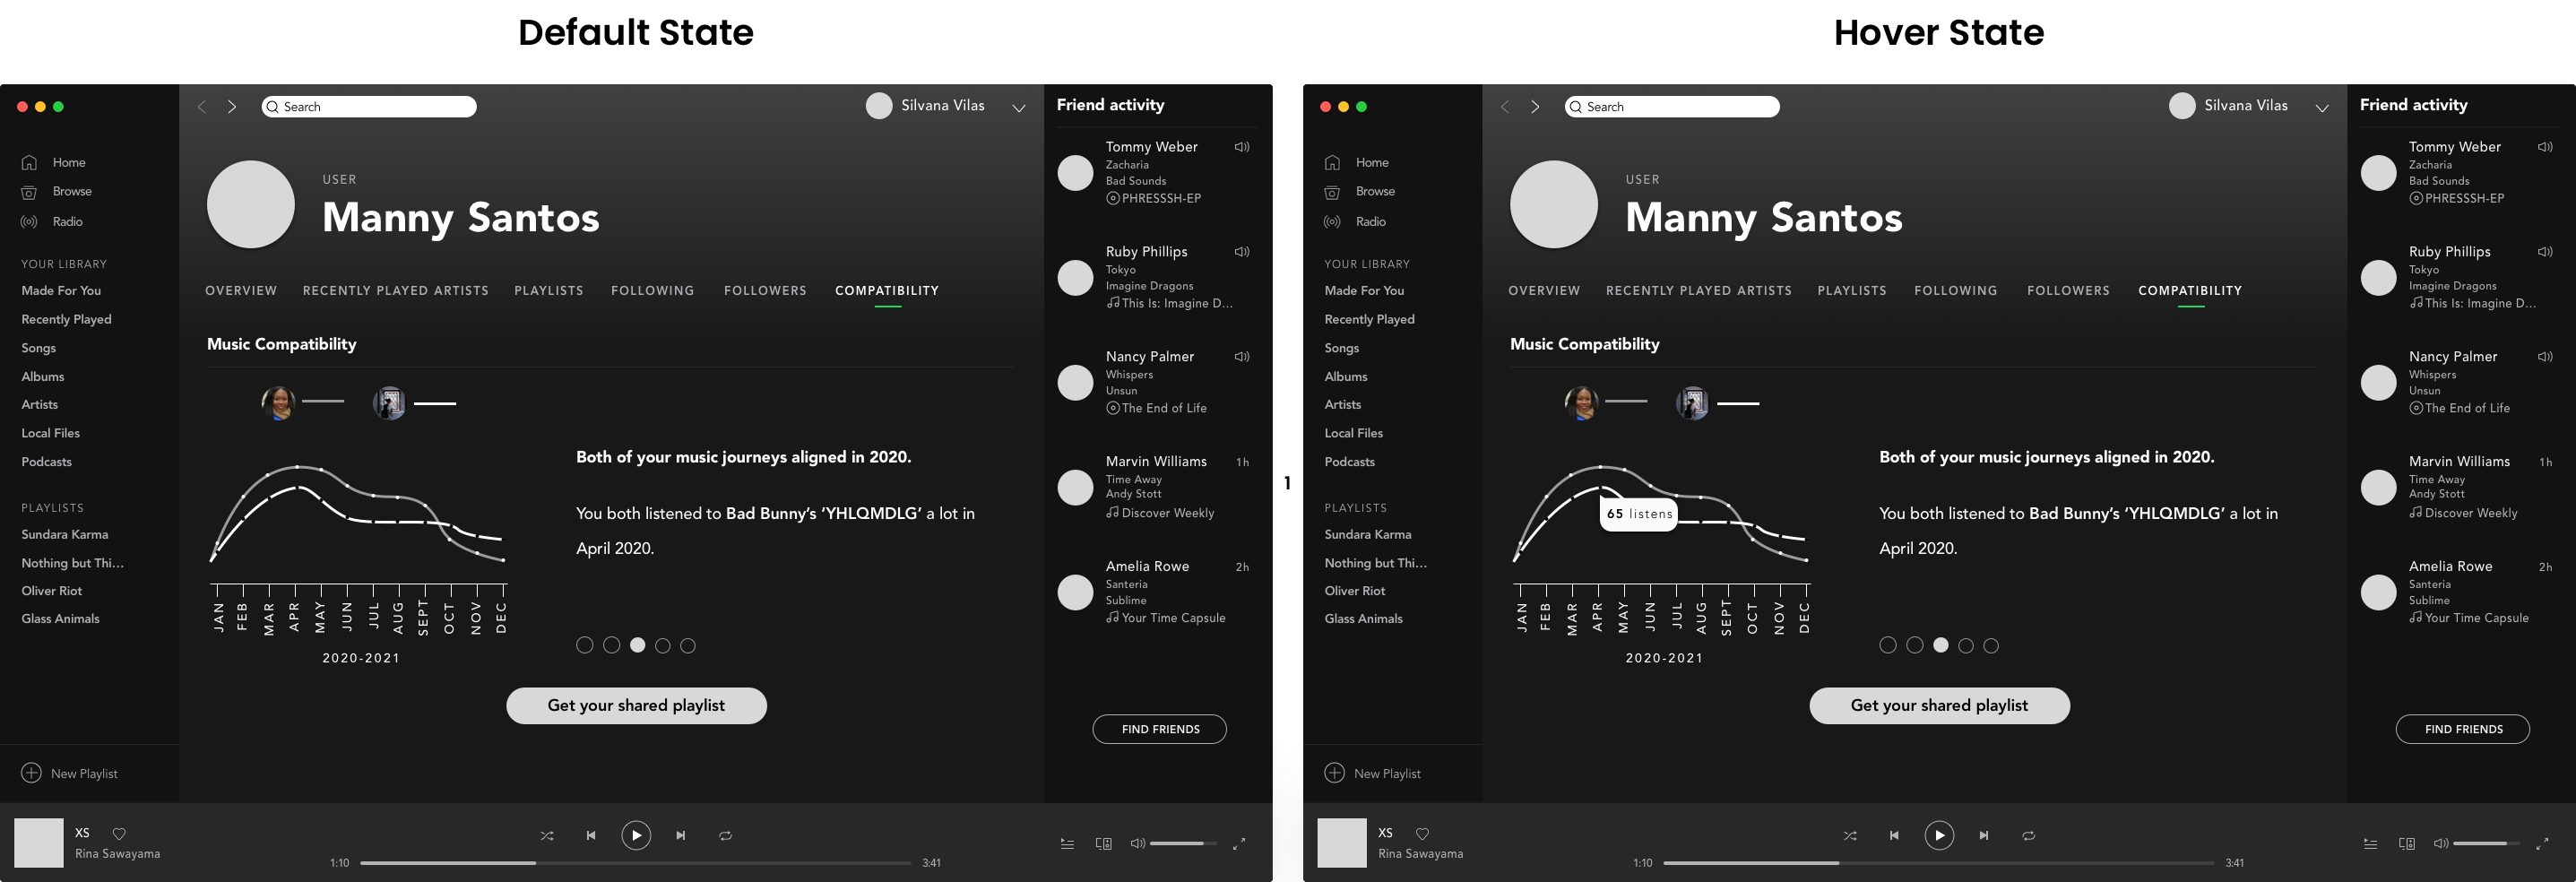 Default State
Search
Silvana Vilas
Friend activity
Home
Browse
Radio
YOUR LIBRARY
Made For You
Recently Played
Songs
Albums
Artists
Local Files
Podcasts
PLAYLISTS
Sundara Karma
Nothing but Thi...
Oliver Riot
Glass Animals
New Playlist
USER
Manny Santos
OVERVIEW RECENTLY PLAYED ARTISTS PLAYLISTS FOLLOWING FOLLOWERS COMPATIBILITY
Music Compatibility
Both of your music journeys aligned in 2020.
You both listened to Bad Bunny's 'YHLQMDLG' a lot in
April 2020.
JAN FEB MAR APR MAY JUN JUL AUG SEPT OCT NOV DEC
2020-2021
Get your shared playlist
Tommy Weber
Zacharia
Bad Sounds
PHRESSSH-EP
Ruby Phillips
Tokyo
Imagine Dragons
This Is: Imagine D...
Nancy Palmer
Whispers
Unsun
The End of Life
Marvin Williams 1h
Time Away
Andy Stott
Discover Weekly
Amelia Rowe 2h
Santeria
Sublime
Your Time Capsule
FIND FRIENDS
XS
Rina Sawayama
1:10 3:41
1
Hover State
Search
Silvana Vilas
Friend activity
Home
Browse
Radio
YOUR LIBRARY
Made For You
Recently Played
Songs
Albums
Artists
Local Files
Podcasts
PLAYLISTS
Sundara Karma
Nothing but Thi...
Oliver Riot
Glass Animals
New Playlist
USER
Manny Santos
OVERVIEW RECENTLY PLAYED ARTISTS PLAYLISTS FOLLOWING FOLLOWERS COMPATIBILITY
Music Compatibility
65 listens
Both of your music journeys aligned in 2020.
You both listened to Bad Bunny's 'YHLQMDLG' a lot in
April 2020.
JAN FEB MAR APR MAY JUN JUL AUG SEPT OCT NOV DEC
2020-2021
Get your shared playlist
Tommy Weber
Zacharia
Bad Sounds
PHRESSSH-EP
Ruby Phillips
Tokyo
Imagine Dragons
This Is: Imagine D...
Nancy Palmer
Whispers
Unsun
The End of Life
Marvin Williams 1h
Time Away
Andy Stott
Discover Weekly
Amelia Rowe 2h
Santeria
Sublime
Your Time Capsule
FIND FRIENDS
XS
Rina Sawayama
1:10 3:41